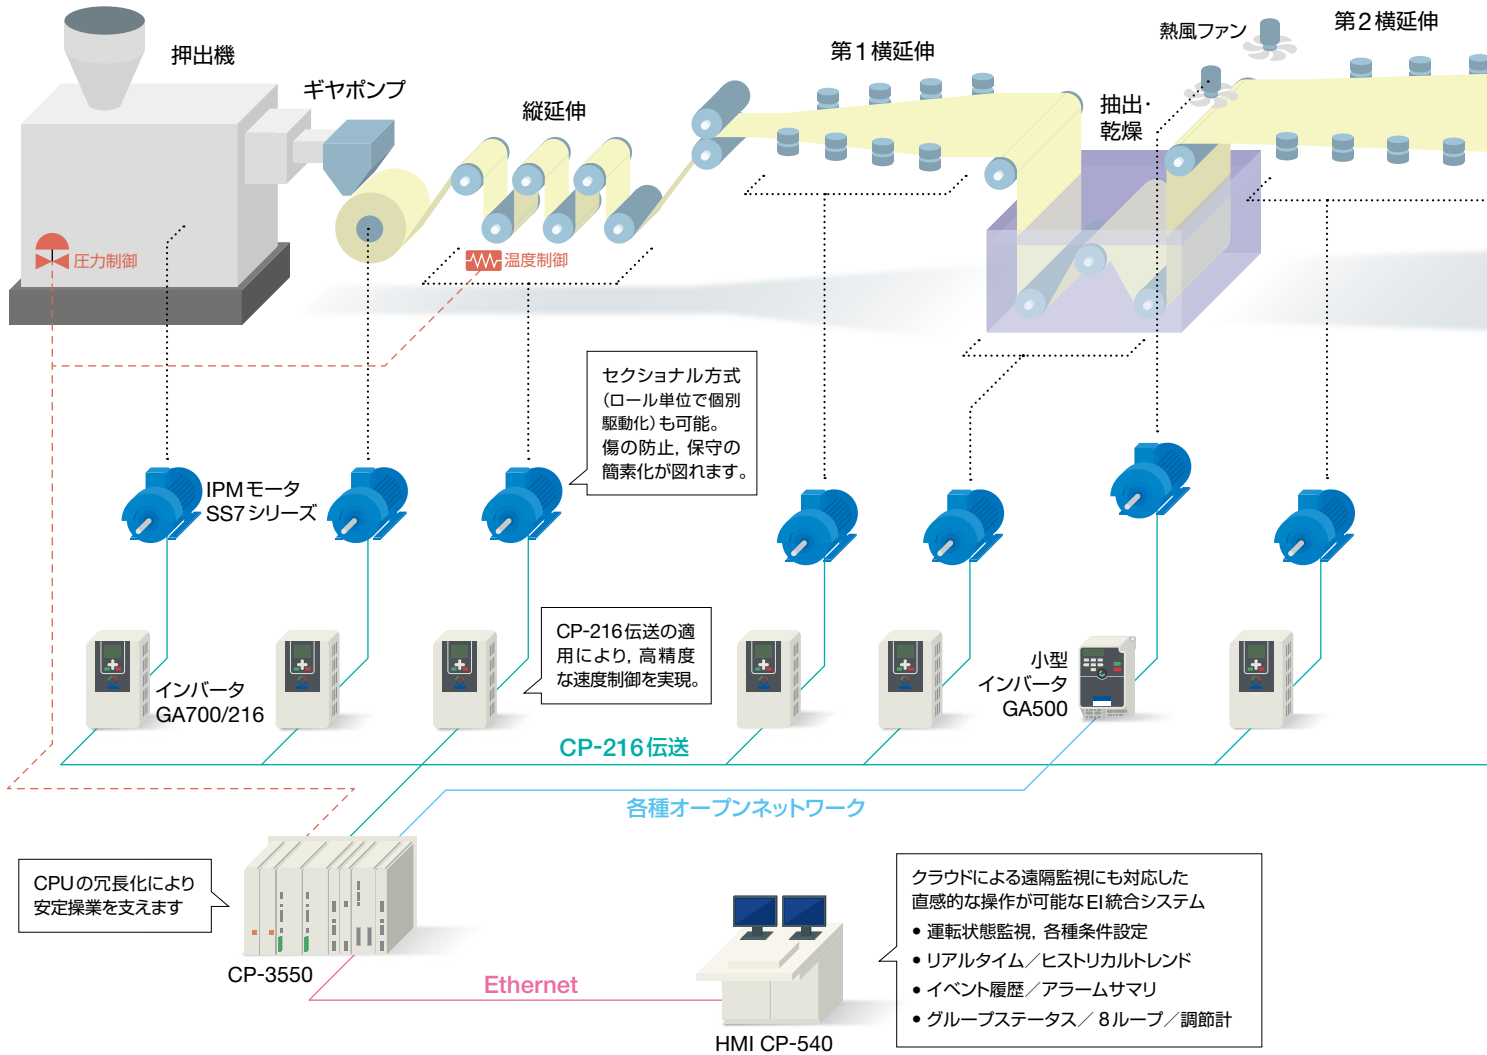 押出機
ギヤポンプ
縦延伸
第1横延伸
抽出・
乾燥
熱風ファン
第2横延伸
圧力制御
温度制御
セクショナル方式
(ロール単位で個別
駆動化)も可能。
傷の防止, 保守の
簡素化が図れます。
IPMモータ
SS7シリーズ
CP-216伝送の適
用により, 高精度
な速度制御を実現。
インバータ
GA700/216
小型
インバータ
GA500
CP-216伝送
各種オープンネットワーク
CPUの冗長化により
安定操業を支えます
CP-3550
Ethernet
HMI CP-540
クラウドによる遠隔監視にも対応した
直感的な操作が可能なEI統合システム
• 運転状態監視, 各種条件設定
• リアルタイム／ヒストリカルトレンド
• イベント履歴／アラームサマリ
• グループステータス／8ループ／調節計